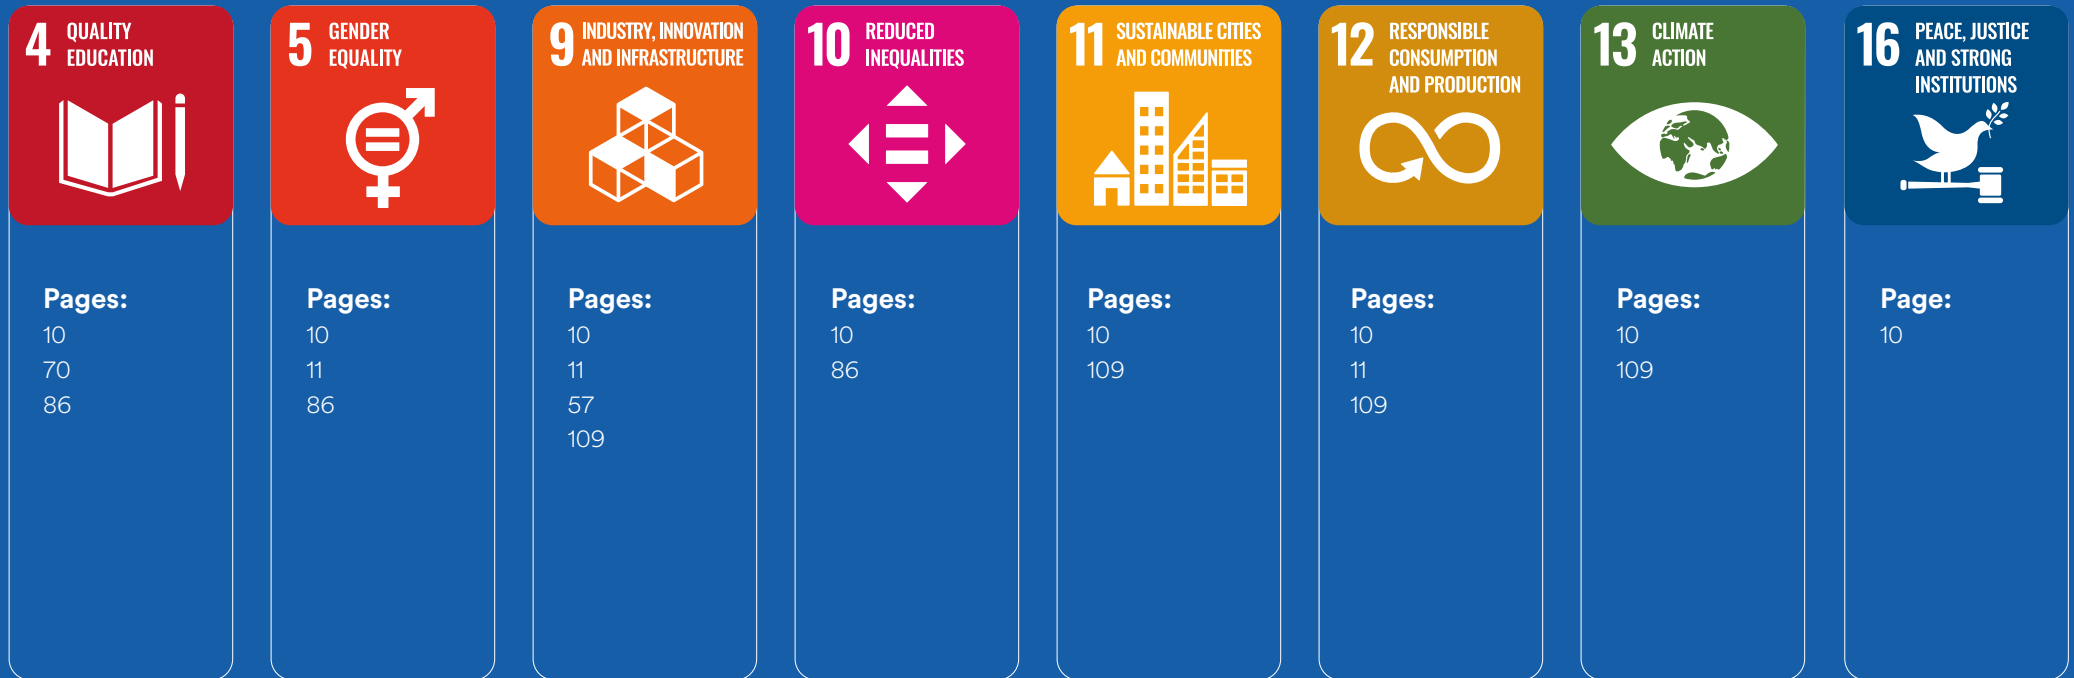 4 QUALITY
EDUCATION
Pages:
10
70
86
5 GENDER
EQUALITY
Pages:
10
11
86
9 INDUSTRY, INNOVATION
AND INFRASTRUCTURE
Pages:
10
11
57
109
10 REDUCED
INEQUALITIES
Pages:
10
86
11 SUSTAINABLE CITIES
AND COMMUNITIES
Pages:
10
109
12 RESPONSIBLE
CONSUMPTION
AND PRODUCTION
Pages:
10
11
109
13 CLIMATE
ACTION
Pages:
10
109
16 PEACE, JUSTICE
AND STRONG
INSTITUTIONS
Page:
10